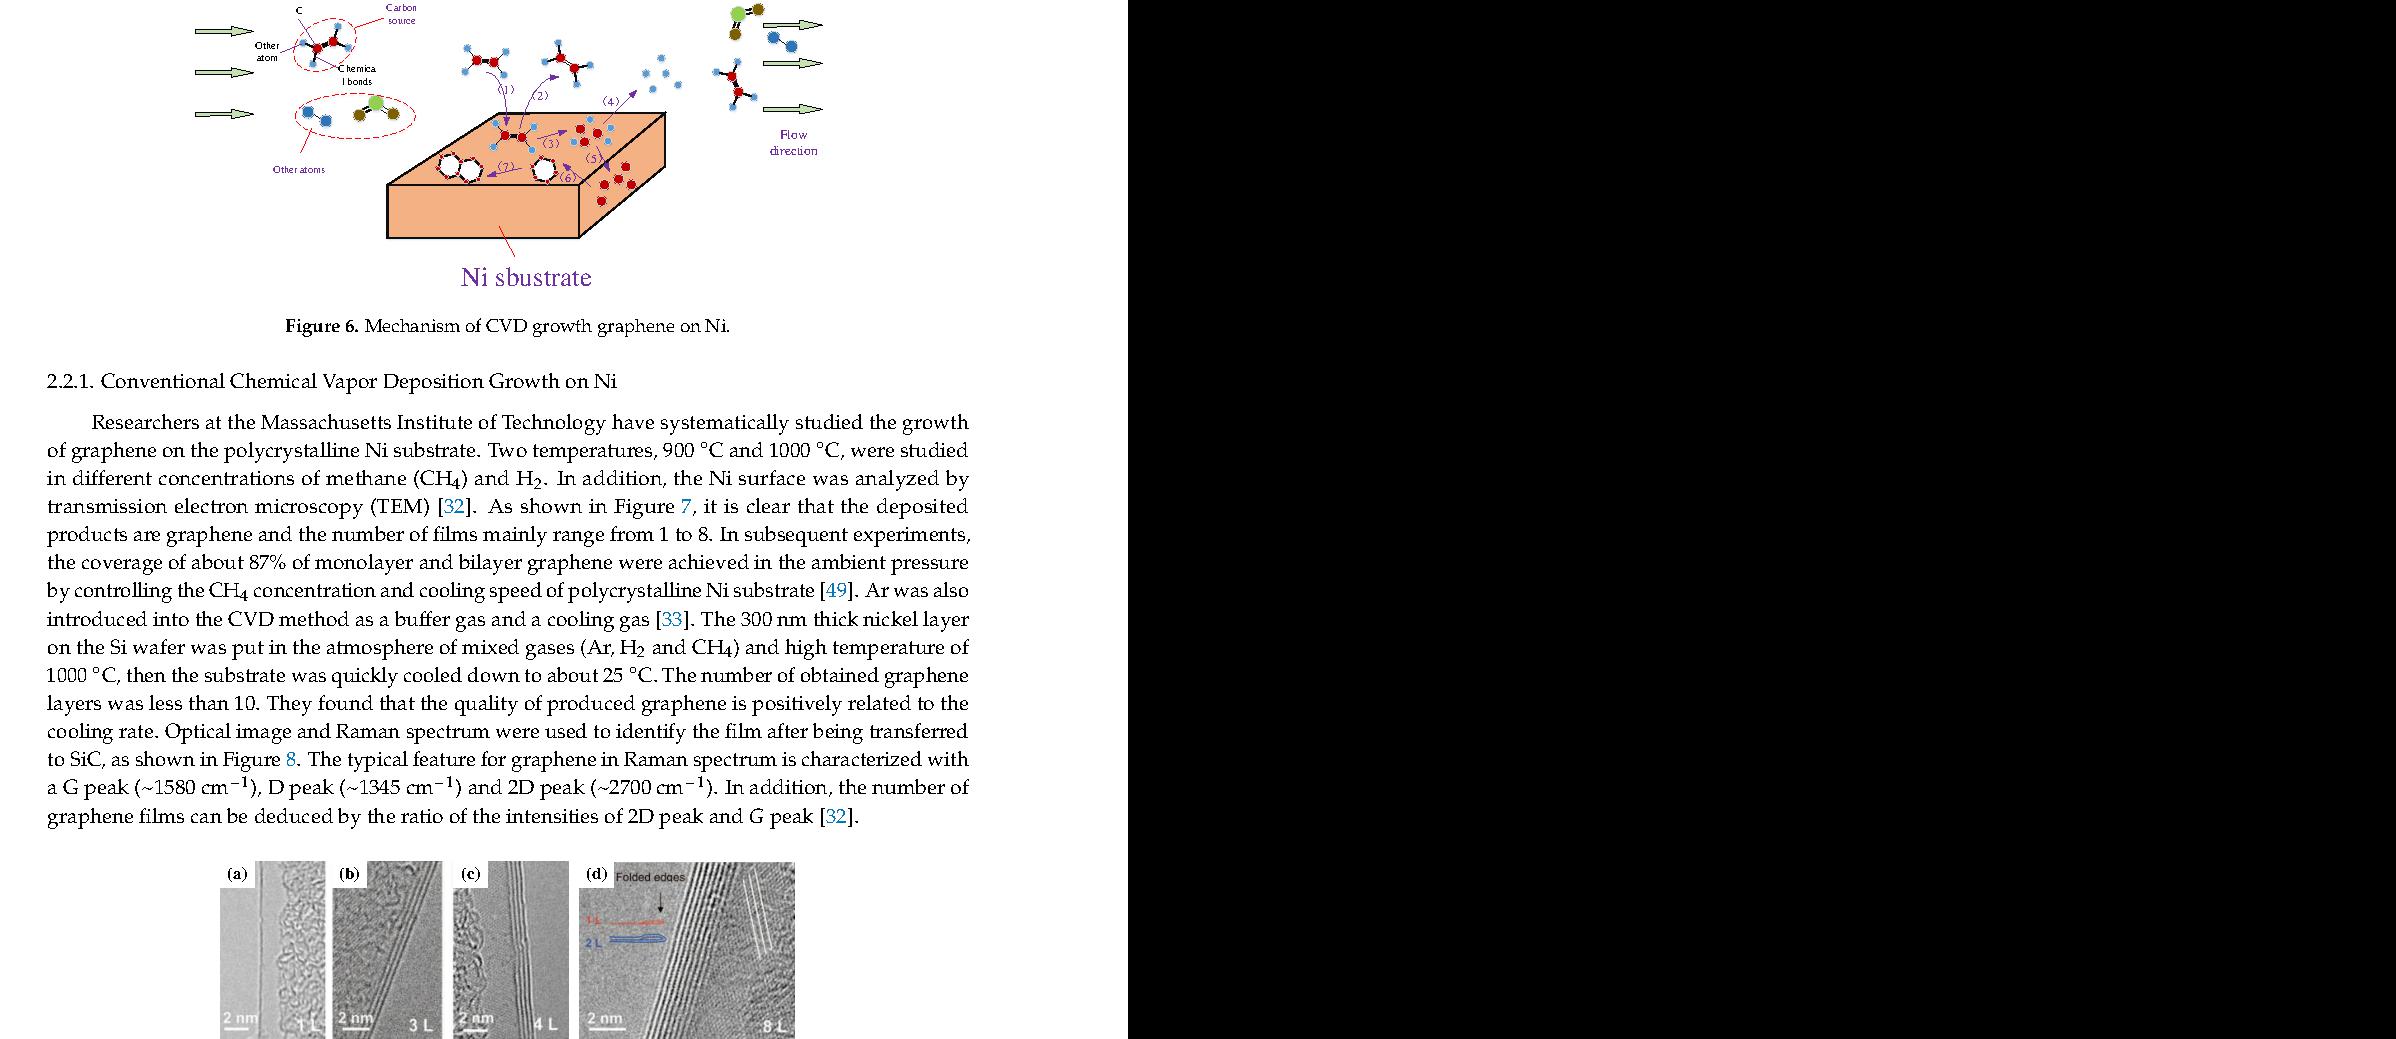 C
Carbon
source
Other
atom
Chemica
l bonds
Other atoms
(1)
(2)
(3)
(4)
(5)
(6)
(7)
Flow
direction
Ni sbustrate
Figure 6. Mechanism of CVD growth graphene on Ni.
2.2.1. Conventional Chemical Vapor Deposition Growth on Ni
Researchers at the Massachusetts Institute of Technology have systematically studied the growth
of graphene on the polycrystalline Ni substrate. Two temperatures, 900 °C and 1000 °C, were studied
in different concentrations of methane (CH4) and H2. In addition, the Ni surface was analyzed by
transmission electron microscopy (TEM) [32]. As shown in Figure 7, it is clear that the deposited
products are graphene and the number of films mainly range from 1 to 8. In subsequent experiments,
the coverage of about 87% of monolayer and bilayer graphene were achieved in the ambient pressure
by controlling the CH4 concentration and cooling speed of polycrystalline Ni substrate [49]. Ar was also
introduced into the CVD method as a buffer gas and a cooling gas [33]. The 300 nm thick nickel layer
on the Si wafer was put in the atmosphere of mixed gases (Ar, H2 and CH4) and high temperature of
1000 °C, then the substrate was quickly cooled down to about 25 °C. The number of obtained graphene
layers was less than 10. They found that the quality of produced graphene is positively related to the
cooling rate. Optical image and Raman spectrum were used to identify the film after being transferred
to SiC, as shown in Figure 8. The typical feature for graphene in Raman spectrum is characterized with
a G peak (~1580 cm−1), D peak (~1345 cm−1) and 2D peak (~2700 cm−1). In addition, the number of
graphene films can be deduced by the ratio of the intensities of 2D peak and G peak [32].
(a)
2 nm
1 L
(b)
2 nm
3 L
(c)
2 nm
4 L
(d)
Folded edges
1 L
2 L
2 nm
8 L